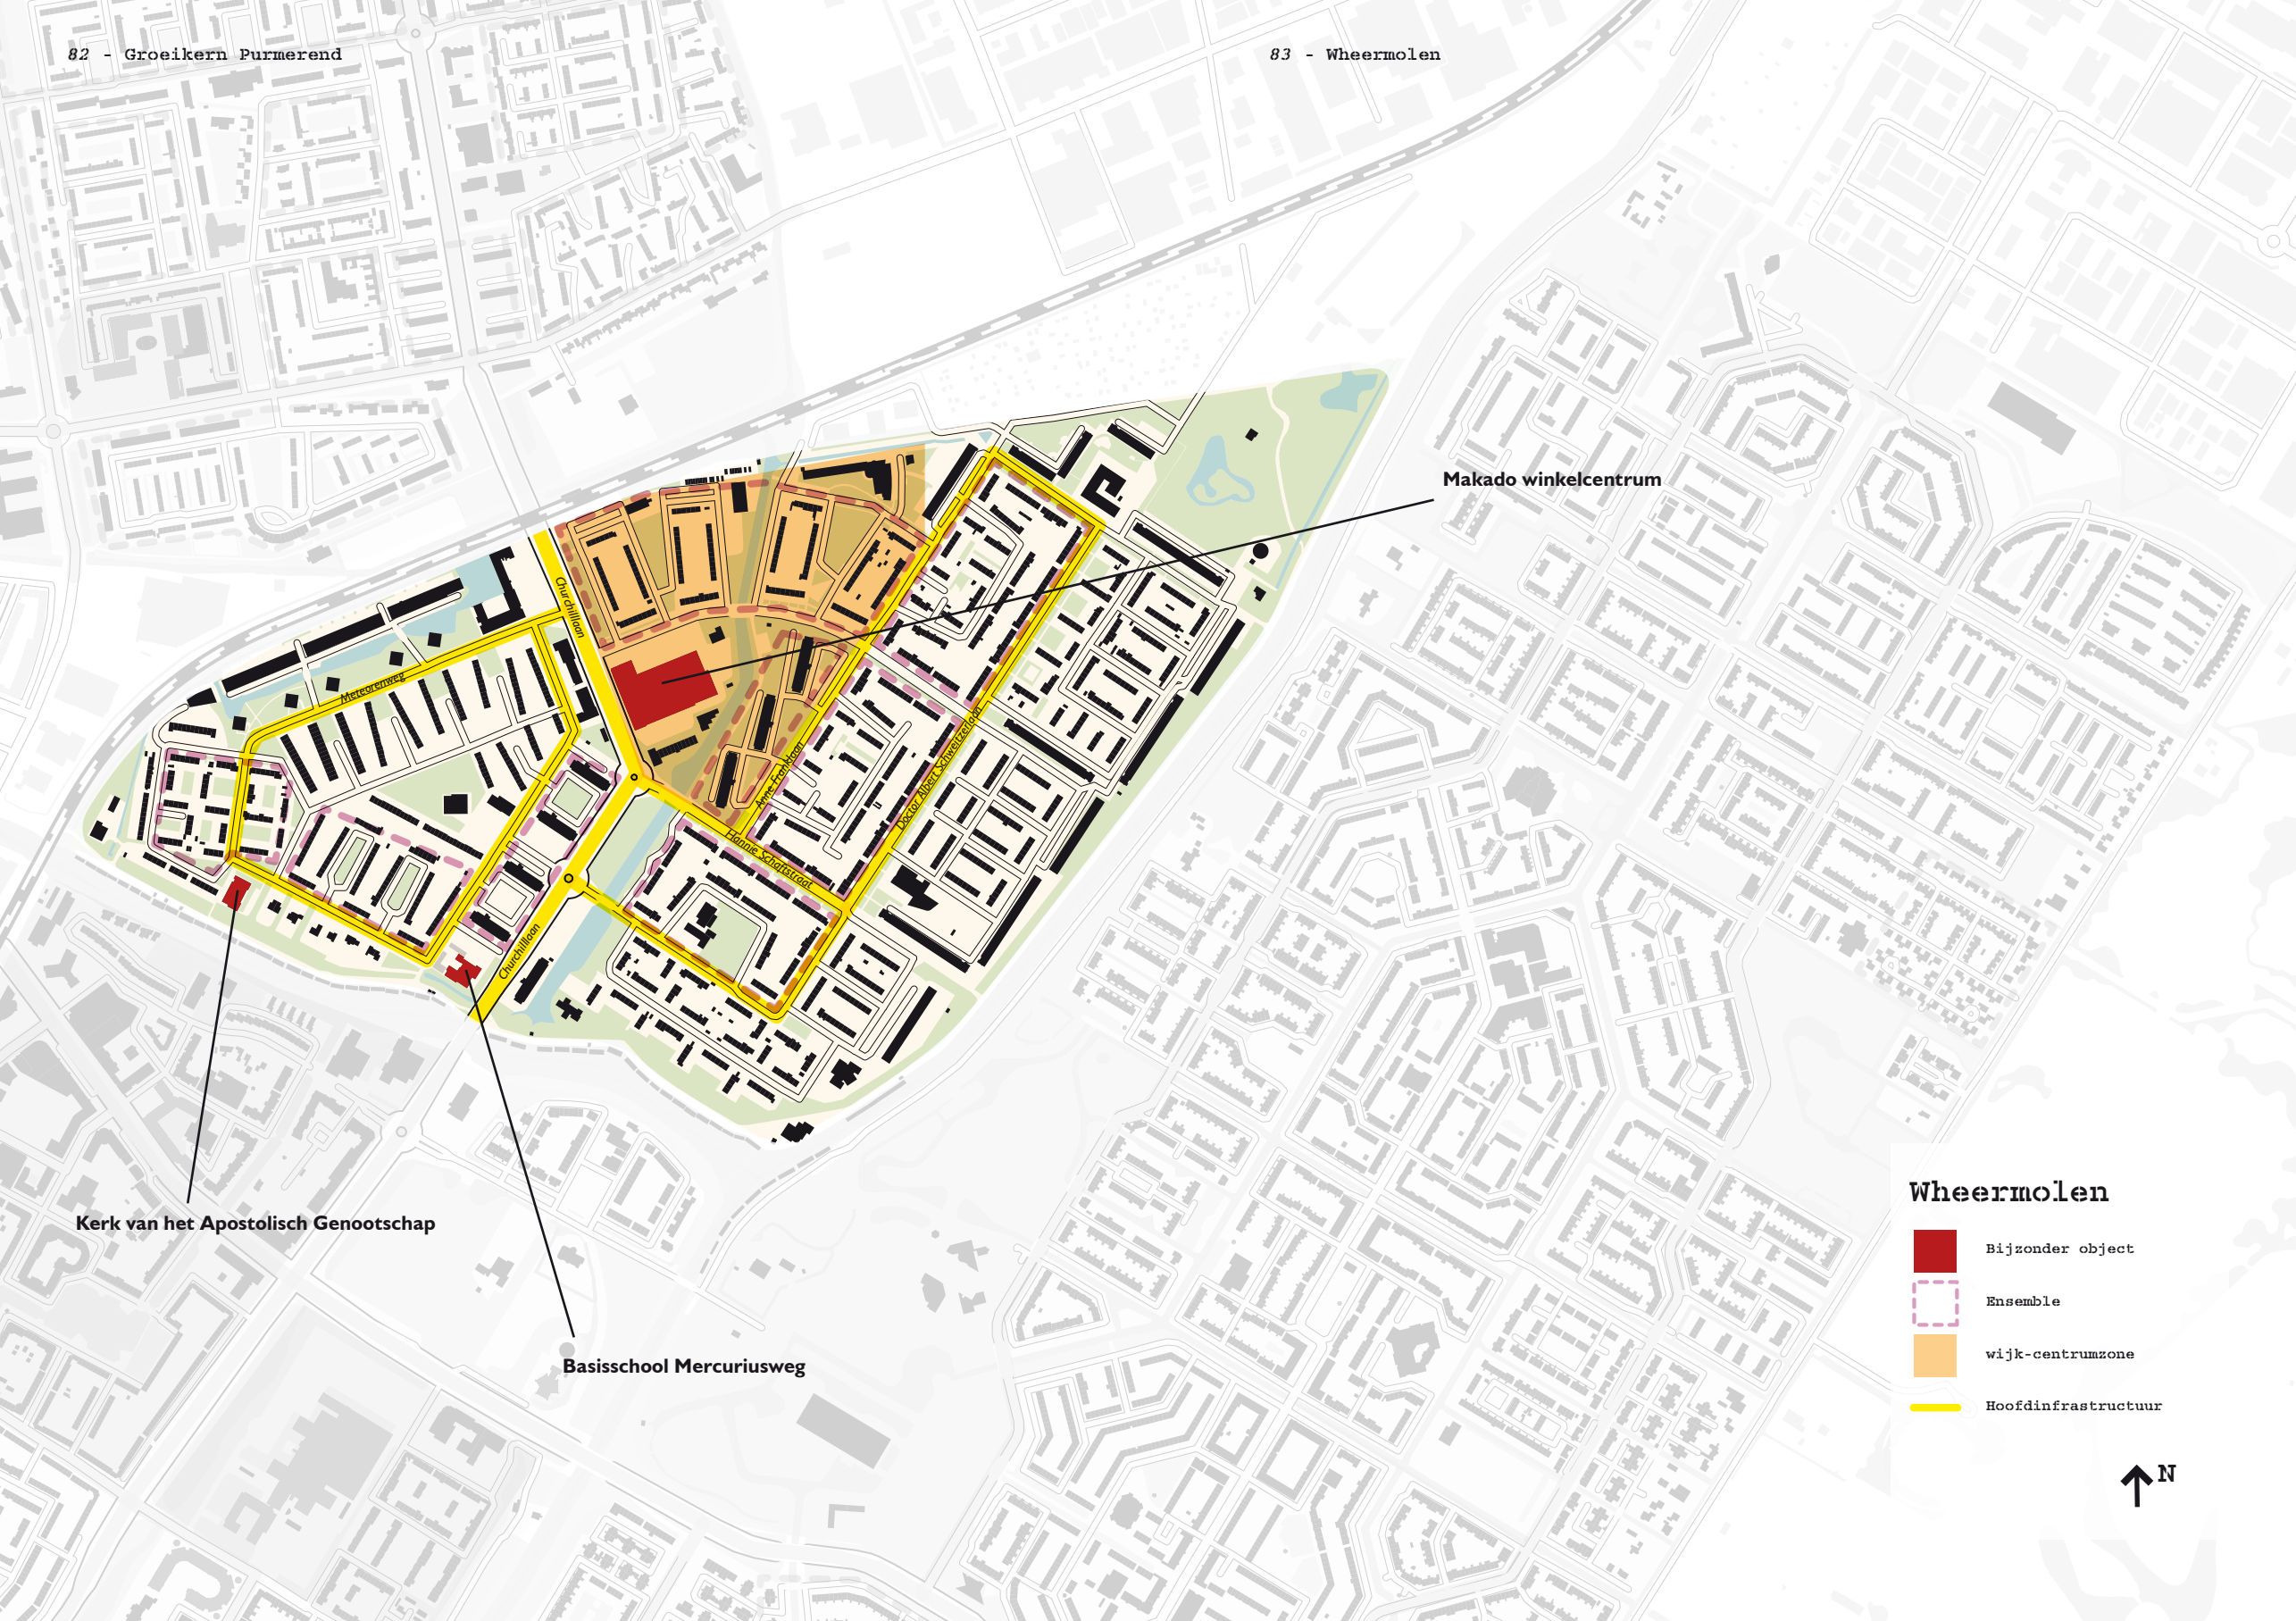 82 - Groeikern Purmerend
83 - Wheermolen
Makado winkelcentrum
Churchilllaan
Meteorenweg
Anne Franklaan
Doctor Albert Schweitzerlaan
Hannie Schaftstraat
Churchilllaan
Kerk van het Apostolisch Genootschap
Basisschool Mercuriusweg
Wheermolen
Bijzonder object
Ensemble
wijk-centrumzone
Hoofdinfrastructuur
N